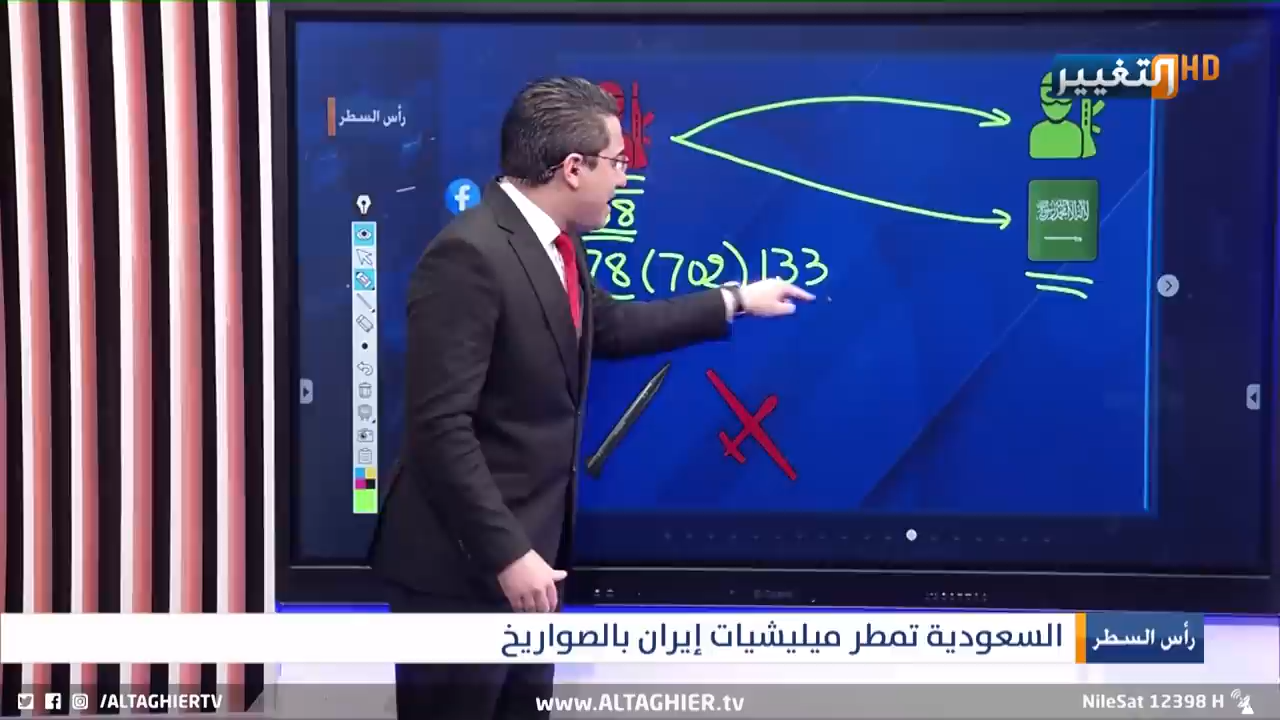 التغيير HD
رأس السطر
78 (702) 133
السعودية تمطر ميليشيات إيران بالصواريخ
رأس السطر
/ALTAGHIERTV
www.ALTAGHIER.tv
NileSat 12398 H